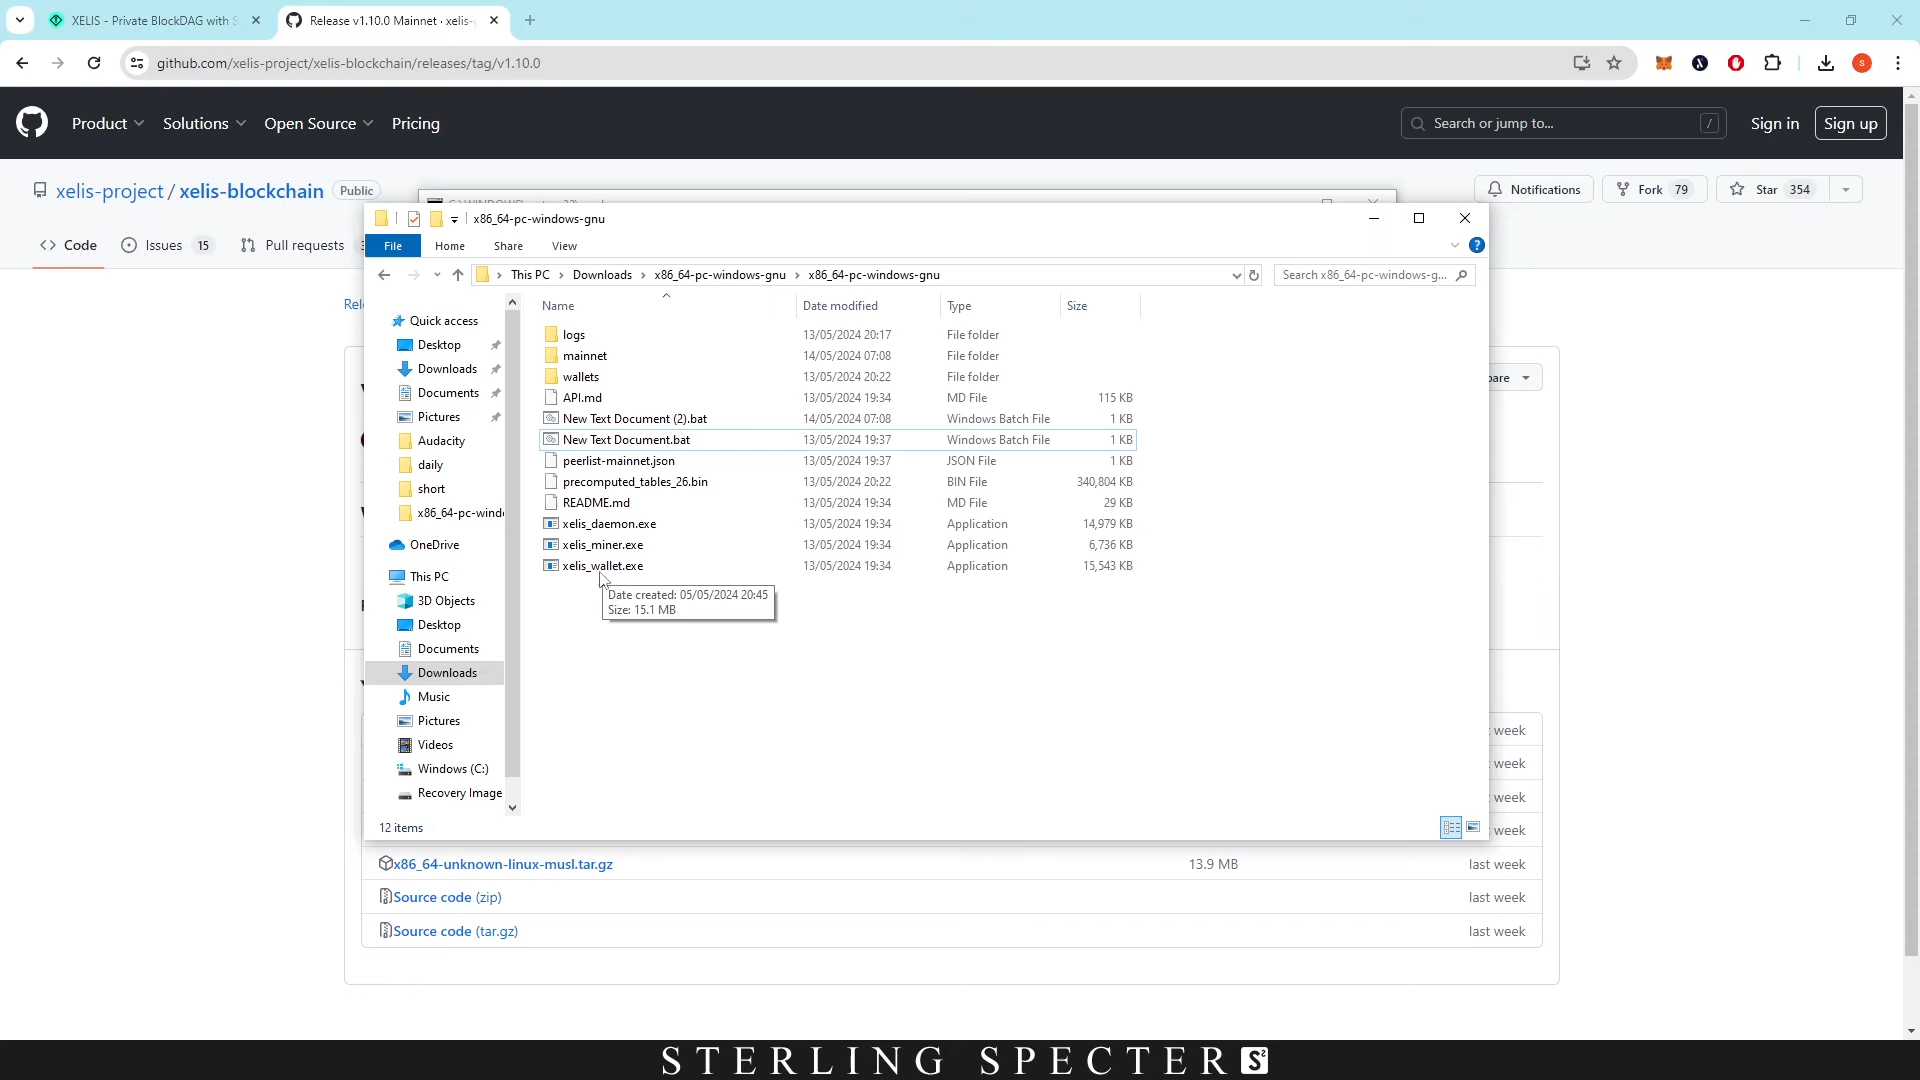 XELIS - Private BlockDAG with S
Release v1.10.0 Mainnet · xelis-
github.com/xelis-project/xelis-blockchain/releases/tag/v1.10.0
S
Product
Solutions
Open Source
Pricing
Search or jump to...
/
Sign in
Sign up
xelis-project / xelis-blockchain
Public
Notifications
Fork 79
Star 354
Code
Issues 15
Pull requests
x86_64-pc-windows-gnu
File
Home
Share
View
?
This PC > Downloads > x86_64-pc-windows-gnu > x86_64-pc-windows-gnu
Search x86_64-pc-windows-g...
Name
Date modified
Type
Size
Quick access
Desktop
Downloads
Documents
Pictures
Audacity
daily
short
x86_64-pc-wind
OneDrive
This PC
3D Objects
Desktop
Documents
Downloads
Music
Pictures
Videos
Windows (C:)
Recovery Image
logs 13/05/2024 20:17 File folder
mainnet 14/05/2024 07:08 File folder
wallets 13/05/2024 20:22 File folder
API.md 13/05/2024 19:34 MD File 115 KB
New Text Document (2).bat 14/05/2024 07:08 Windows Batch File 1 KB
New Text Document.bat 13/05/2024 19:37 Windows Batch File 1 KB
peerlist-mainnet.json 13/05/2024 19:37 JSON File 1 KB
precomputed_tables_26.bin 13/05/2024 20:22 BIN File 340,804 KB
README.md 13/05/2024 19:34 MD File 29 KB
xelis_daemon.exe 13/05/2024 19:34 Application 14,979 KB
xelis_miner.exe 13/05/2024 19:34 Application 6,736 KB
xelis_wallet.exe 13/05/2024 19:34 Application 15,543 KB
Date created: 05/05/2024 20:45
Size: 15.1 MB
12 items
Rel
pare
week
week
week
week
x86_64-unknown-linux-musl.tar.gz 13.9 MB last week
Source code (zip) last week
Source code (tar.gz) last week
STERLING SPECTER S